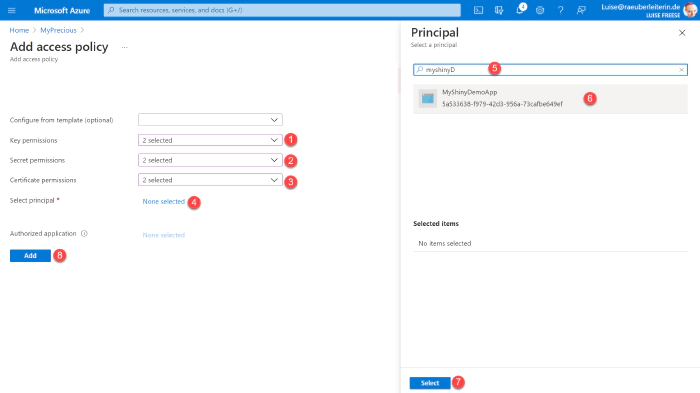 Microsoft Azure
Search resources, services, and docs (G+/)
4
Luise@raeuberleiterin.de
LUISE FREESE
Home > MyPrecious >
Add access policy ...
Add access policy
Configure from template (optional)
Key permissions
2 selected
1
Secret permissions
2 selected
2
Certificate permissions
2 selected
3
Select principal *
None selected
4
Authorized application
None selected
Add
8
Principal
Select a principal
myshinyD
5
MyShinyDemoApp
5a533638-f979-42d3-956a-73cafbe649ef
6
Selected items
No items selected
Select
7